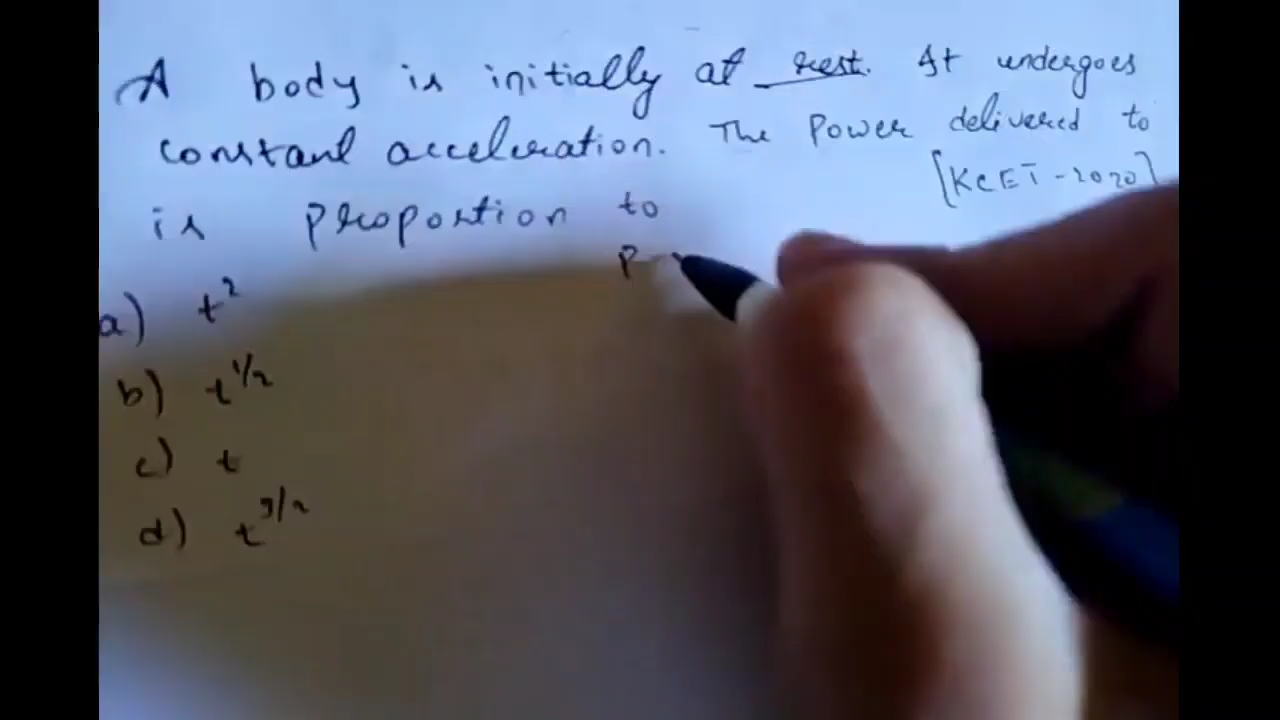 A body is initially at rest. It undergoes
constant acceleration. The Power delivered to
[KCET-2020]
is proportion to
P
a) t²
b) t^1/2
c) t
d) t^3/2